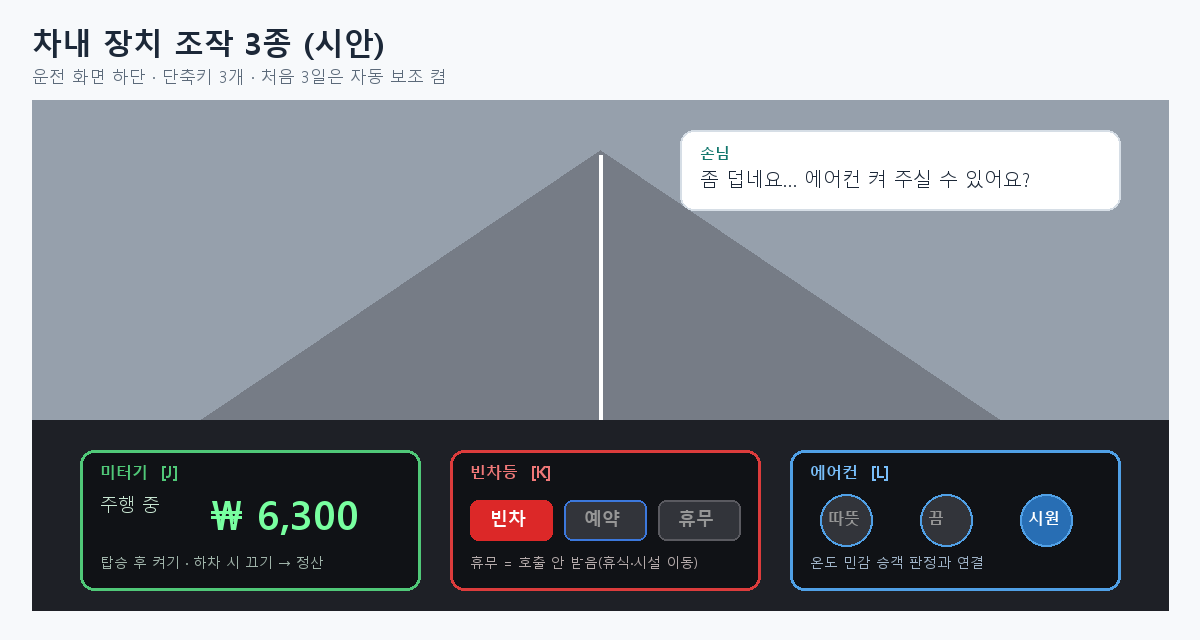 차내 장치 조작 3종 (시안)
운전 화면 하단 · 단축키 3개 · 처음 3일은 자동 보조 켬
손님
좀 덥네요... 에어컨 켜 주실 수 있어요?
미터기 [J]
주행 중 ₩ 6,300
탑승 후 켜기 · 하차 시 끄기 → 정산
빈차등 [K]
빈차 예약 휴무
휴무 = 호출 안 받음(휴식·시설 이동)
에어컨 [L]
따뜻 끔 시원
온도 민감 승객 판정과 연결